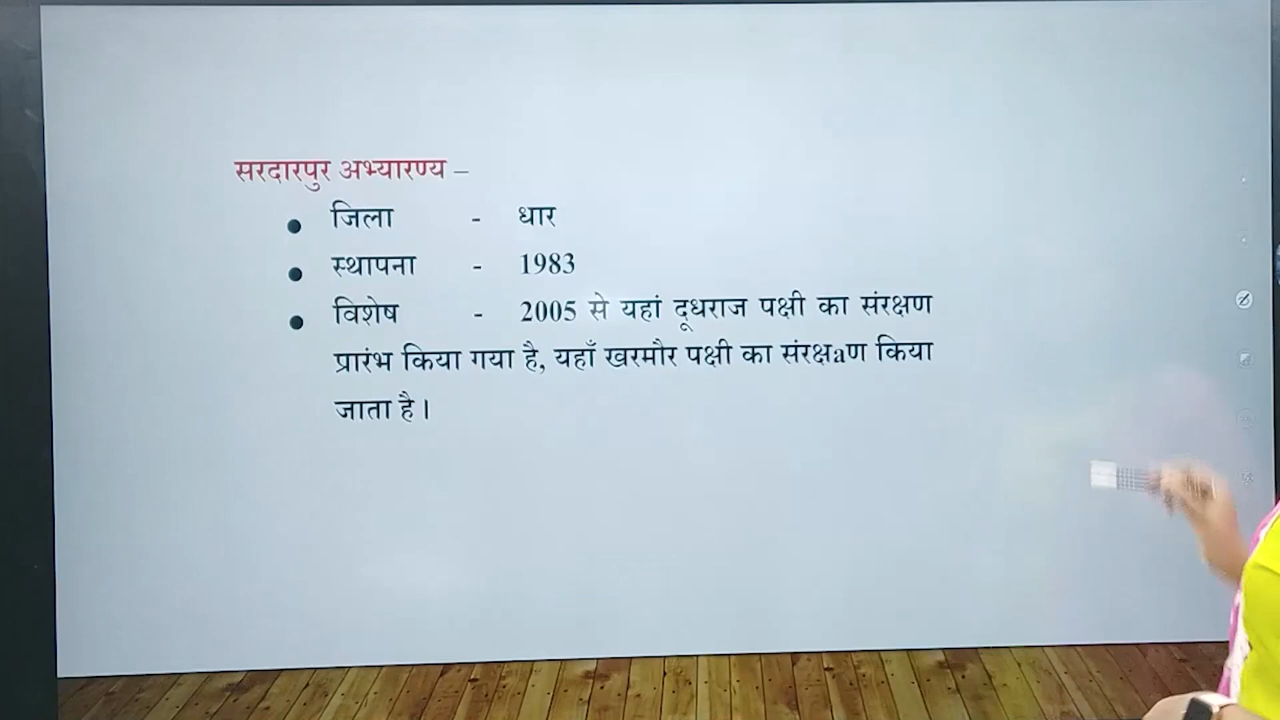 सरदारपुर अभ्यारण्य –
● जिला - धार
● स्थापना - 1983
● विशेष - 2005 से यहां दूधराज पक्षी का संरक्षण
प्रारंभ किया गया है, यहाँ खरमौर पक्षी का संरक्षaण किया
जाता है।